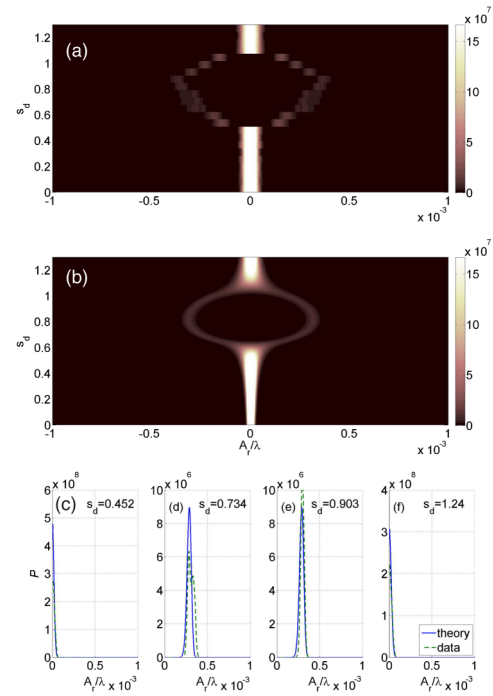 x 10^7
(a)
s_d
1.2
1
0.8
0.6
0.4
0.2
0
-1
-0.5
0
0.5
1
x 10^-3
15
10
5
0
x 10^7
(b)
s_d
1.2
1
0.8
0.6
0.4
0.2
0
-1
-0.5
0
0.5
1
A_r/λ
x 10^-3
15
10
5
0
x 10^8
(c)
s_d=0.452
P
6
5
4
3
2
1
0
0
0.5
1
A_r/λ x 10^-3
x 10^6
(d)
s_d=0.734
10
8
6
4
2
0
0
0.5
1
A_r/λ x 10^-3
x 10^6
(e)
s_d=0.903
10
8
6
4
2
0
0
0.5
1
A_r/λ x 10^-3
x 10^8
(f)
s_d=1.24
4
3
2
1
0
theory
data
0
0.5
1
A_r/λ x 10^-3